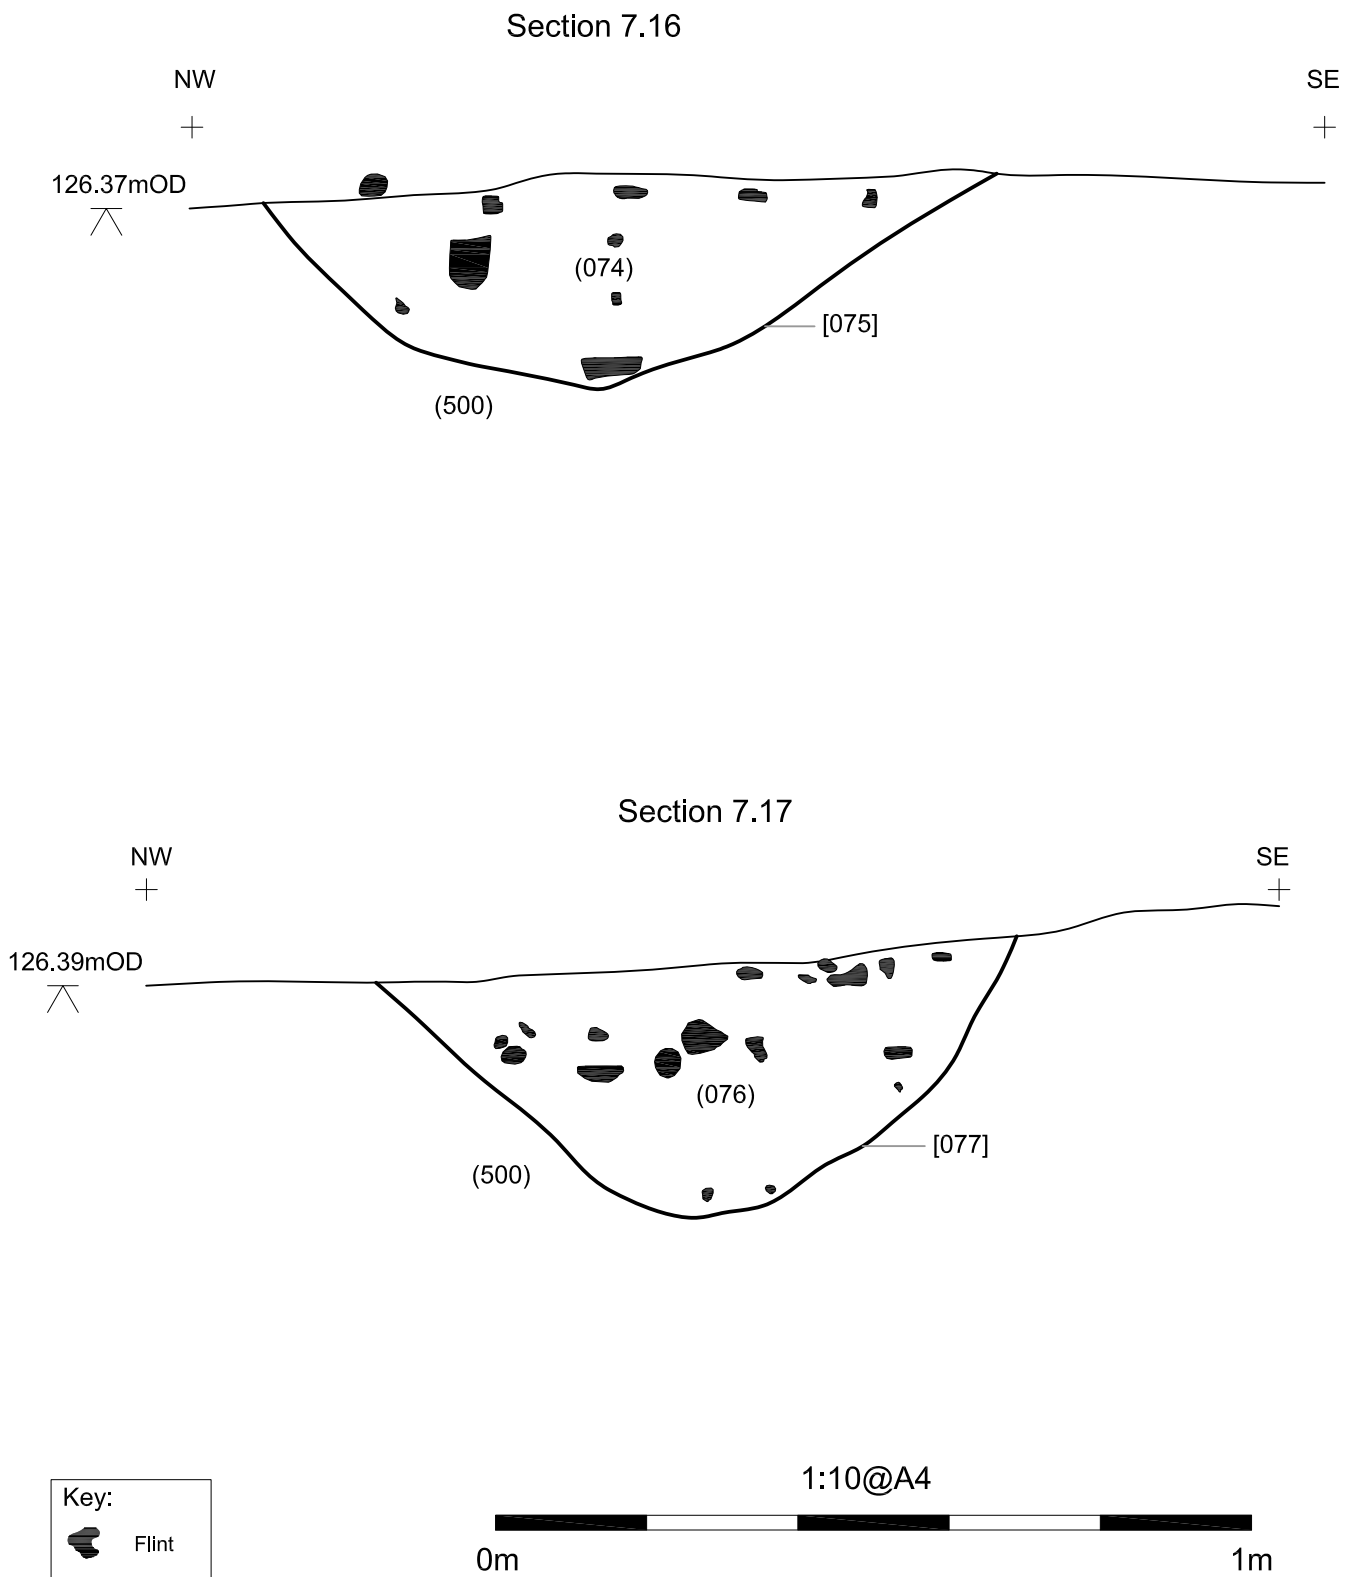 Section 7.16
NW
SE
126.37mOD
(074)
[075]
(500)
Section 7.17
NW
SE
126.39mOD
(076)
[077]
(500)
Key:
Flint
1:10@A4
0m
1m